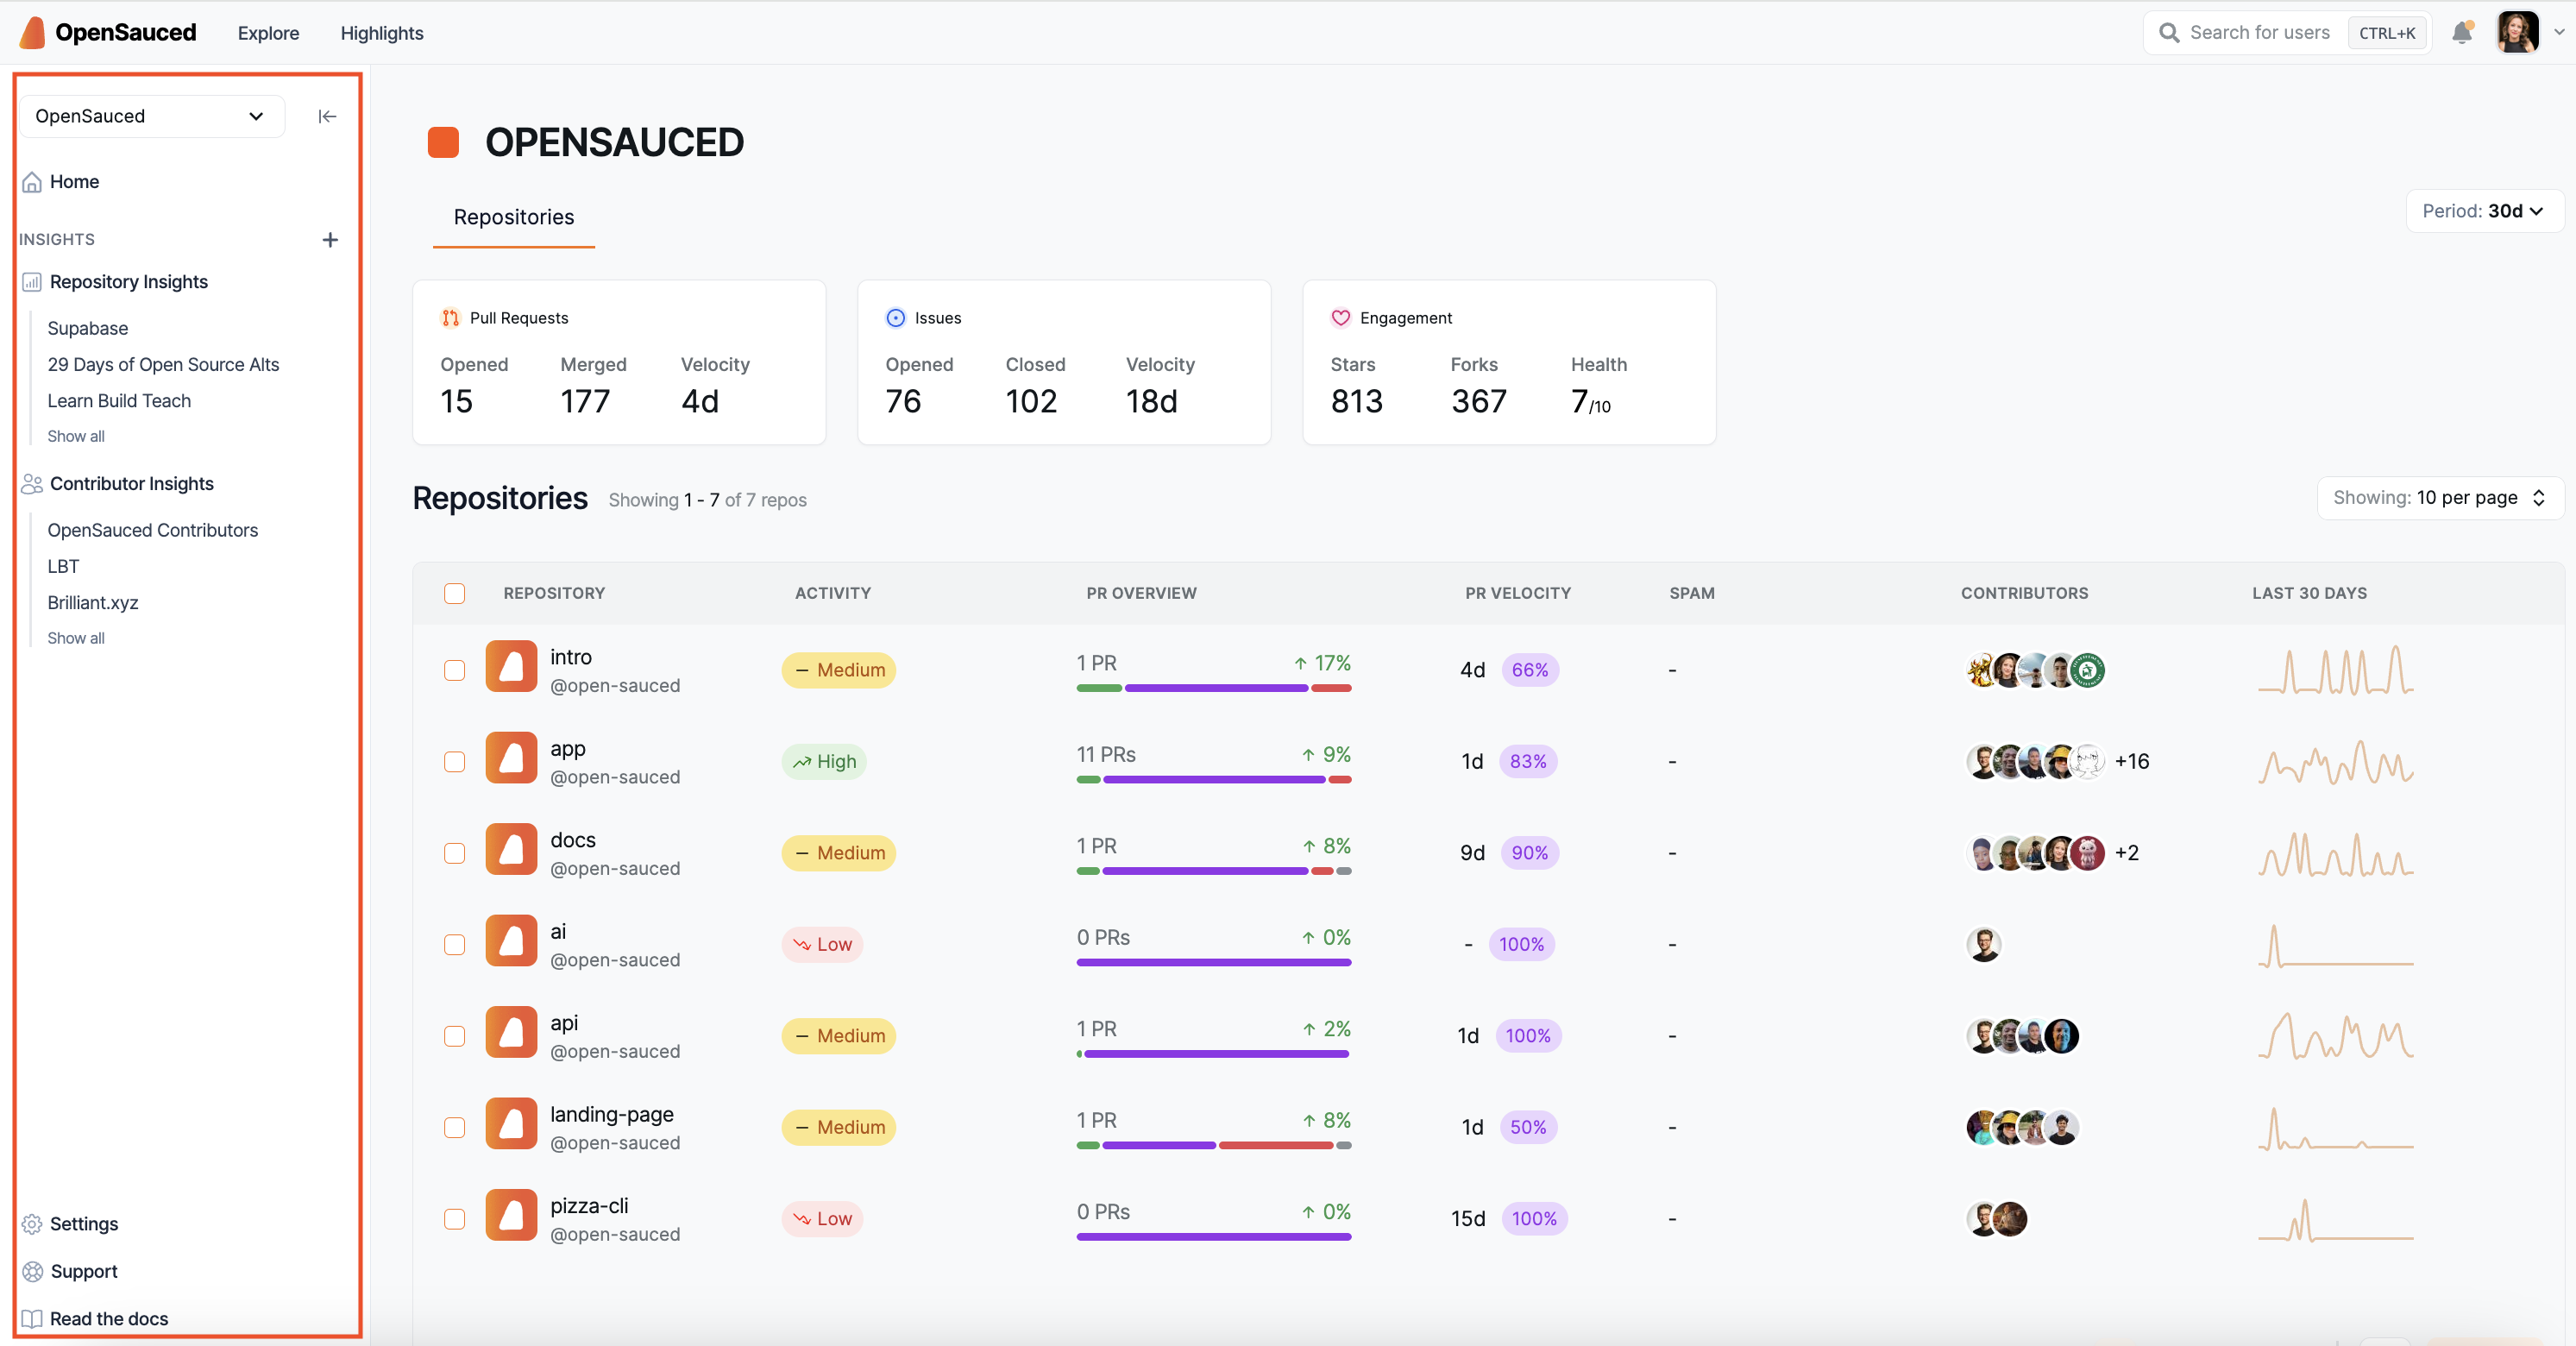 OpenSauced
Explore
Highlights
Search for users
CTRL+K
OpenSauced
Home
INSIGHTS
Repository Insights
Supabase
29 Days of Open Source Alts
Learn Build Teach
Show all
Contributor Insights
OpenSauced Contributors
LBT
Brilliant.xyz
Show all
Settings
Support
Read the docs
OPENSAUCED
Repositories
Period: 30d
Pull Requests
Opened Merged Velocity
15 177 4d
Issues
Opened Closed Velocity
76 102 18d
Engagement
Stars Forks Health
813 367 7/10
Repositories Showing 1 - 7 of 7 repos
Showing: 10 per page
REPOSITORY ACTIVITY PR OVERVIEW PR VELOCITY SPAM CONTRIBUTORS LAST 30 DAYS
intro
@open-sauced
Medium
1 PR 17%
4d 66% -
app
@open-sauced
High
11 PRs 9%
1d 83% - +16
docs
@open-sauced
Medium
1 PR 8%
9d 90% - +2
ai
@open-sauced
Low
0 PRs 0%
- 100% -
api
@open-sauced
Medium
1 PR 2%
1d 100% -
landing-page
@open-sauced
Medium
1 PR 8%
1d 50% -
pizza-cli
@open-sauced
Low
0 PRs 0%
15d 100% -